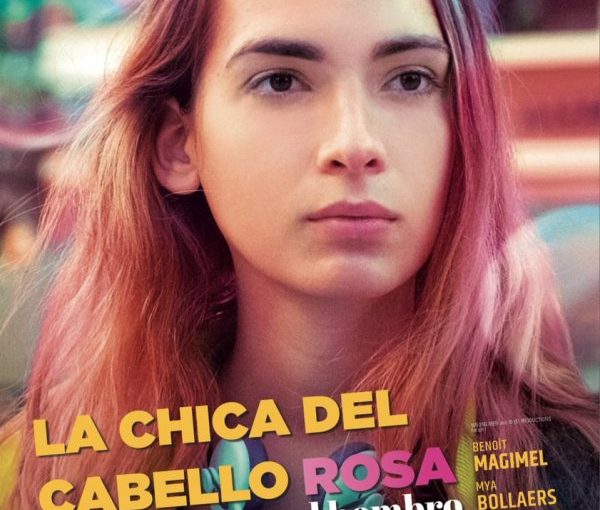 LA CHICA DEL
CABELLO ROSA
BENOÎT
MAGIMEL
MYA
BOLLAERS